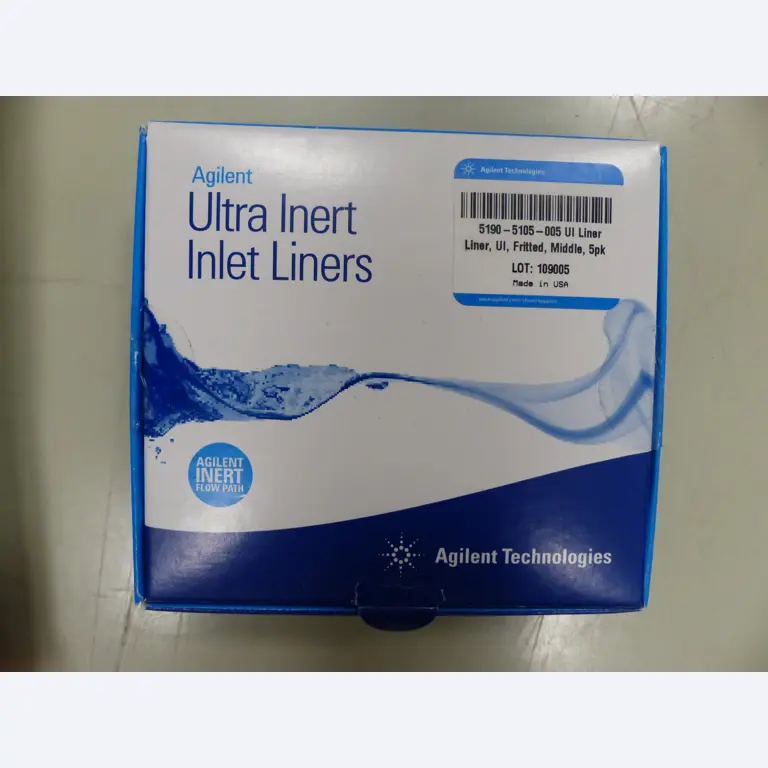 Agilent
Ultra Inert
Inlet Liners
Agilent Technologies
5190-5105-005 UI Liner
Liner, UI, Fritted, Middle, 5pk
LOT: 109005
Made in USA
AGILENT
INERT
FLOW PATH
Agilent Technologies